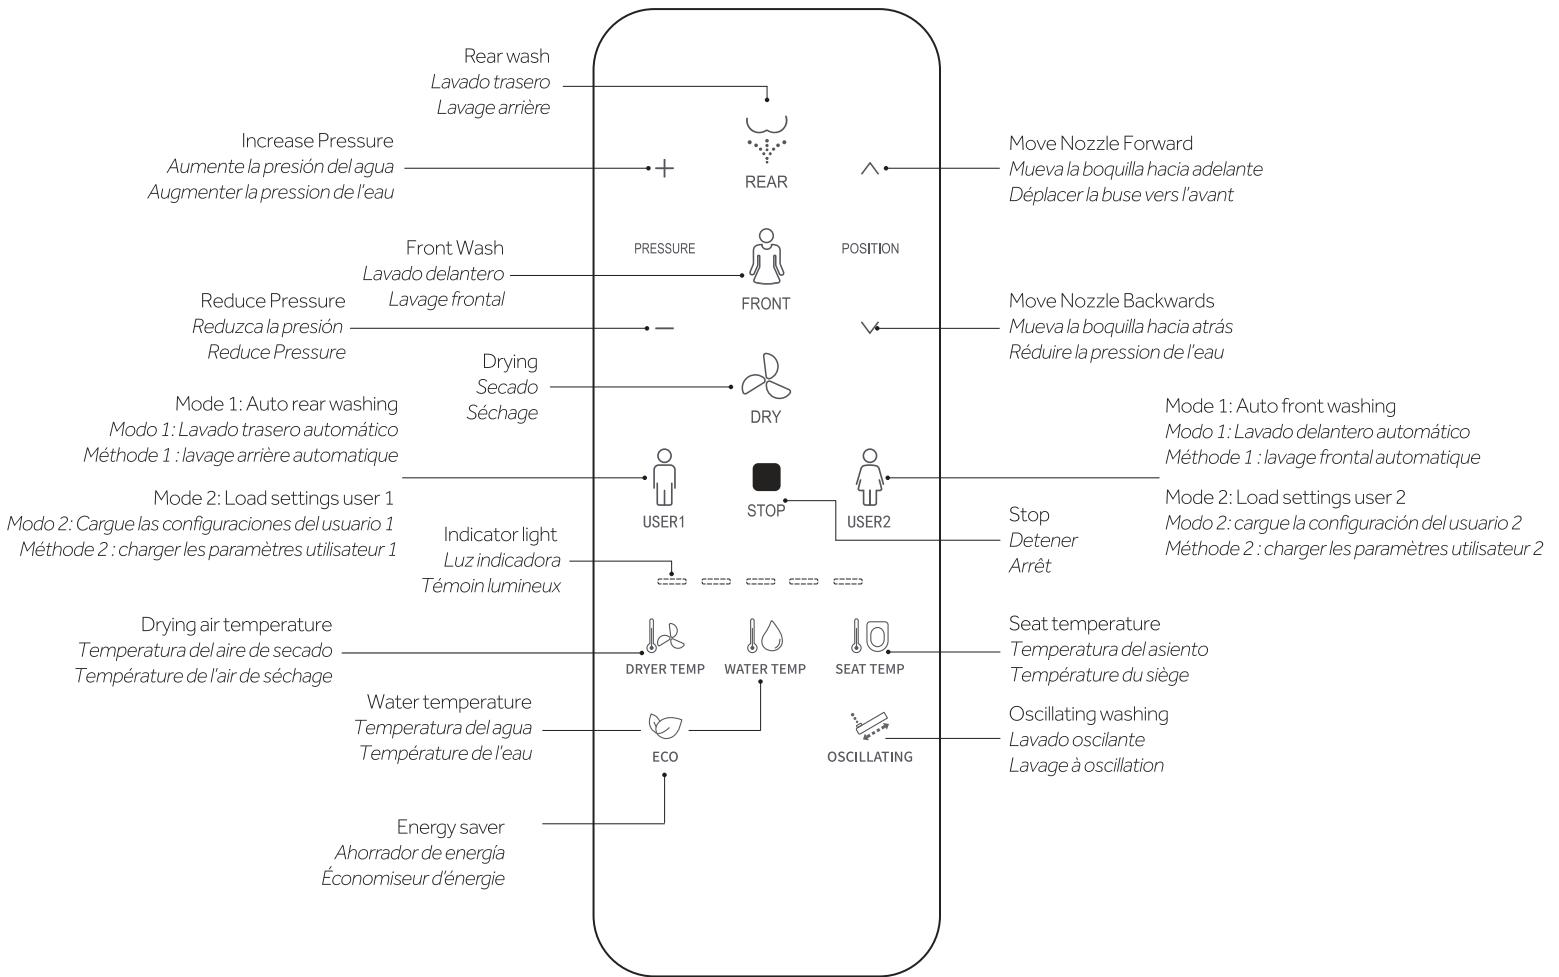 Rear wash
Lavado trasero
Lavage arrière
Increase Pressure
Aumente la presión del agua
Augmenter la pression de l'eau
REAR
Move Nozzle Forward
Mueva la boquilla hacia adelante
Déplacer la buse vers l'avant
Front Wash
Lavado delantero
Lavage frontal
PRESSURE
POSITION
FRONT
Reduce Pressure
Reduzca la presión
Reduce Pressure
Move Nozzle Backwards
Mueva la boquilla hacia atrás
Réduire la pression de l'eau
Drying
Secado
Séchage
DRY
Mode 1: Auto rear washing
Modo 1: Lavado trasero automático
Méthode 1 : lavage arrière automatique
Mode 2: Load settings user 1
Modo 2: Cargue las configuraciones del usuario 1
Méthode 2 : charger les paramètres utilisateur 1
USER1
STOP
USER2
Mode 1: Auto front washing
Modo 1: Lavado delantero automático
Méthode 1 : lavage frontal automatique
Mode 2: Load settings user 2
Modo 2: cargue la configuración del usuario 2
Méthode 2 : charger les paramètres utilisateur 2
Stop
Detener
Arrêt
Indicator light
Luz indicadora
Témoin lumineux
Drying air temperature
Temperatura del aire de secado
Température de l'air de séchage
DRYER TEMP
WATER TEMP
SEAT TEMP
Seat temperature
Temperatura del asiento
Température du siège
Water temperature
Temperatura del agua
Température de l'eau
ECO
OSCILLATING
Oscillating washing
Lavado oscilante
Lavage à oscillation
Energy saver
Ahorrador de energía
Économiseur d'énergie